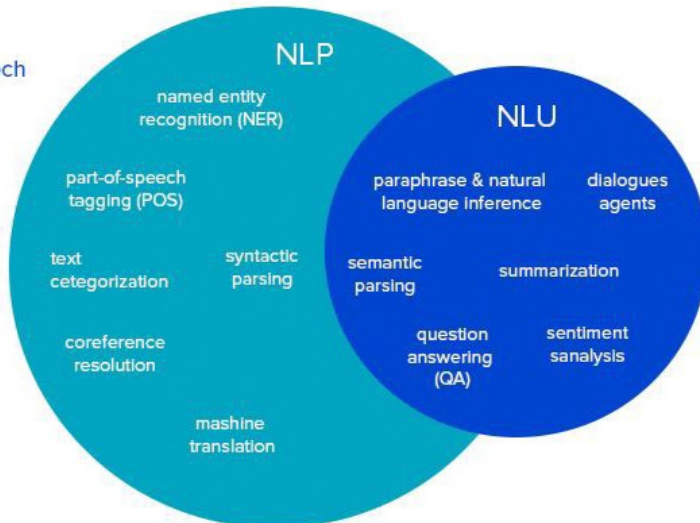 ech
NLP
named entity
recognition (NER)
part-of-speech
tagging (POS)
text
cetegorization
syntactic
parsing
coreference
resolution
mashine
translation
NLU
paraphrase & natural
language inference
dialogues
agents
semantic
parsing
summarization
question
answering
(QA)
sentiment
sanalysis